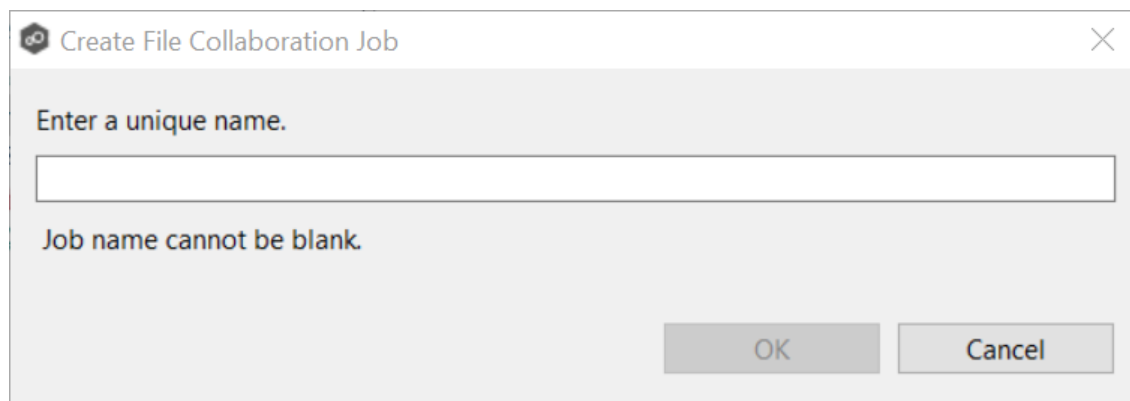 Create File Collaboration Job
Enter a unique name.
Job name cannot be blank.
OK
Cancel